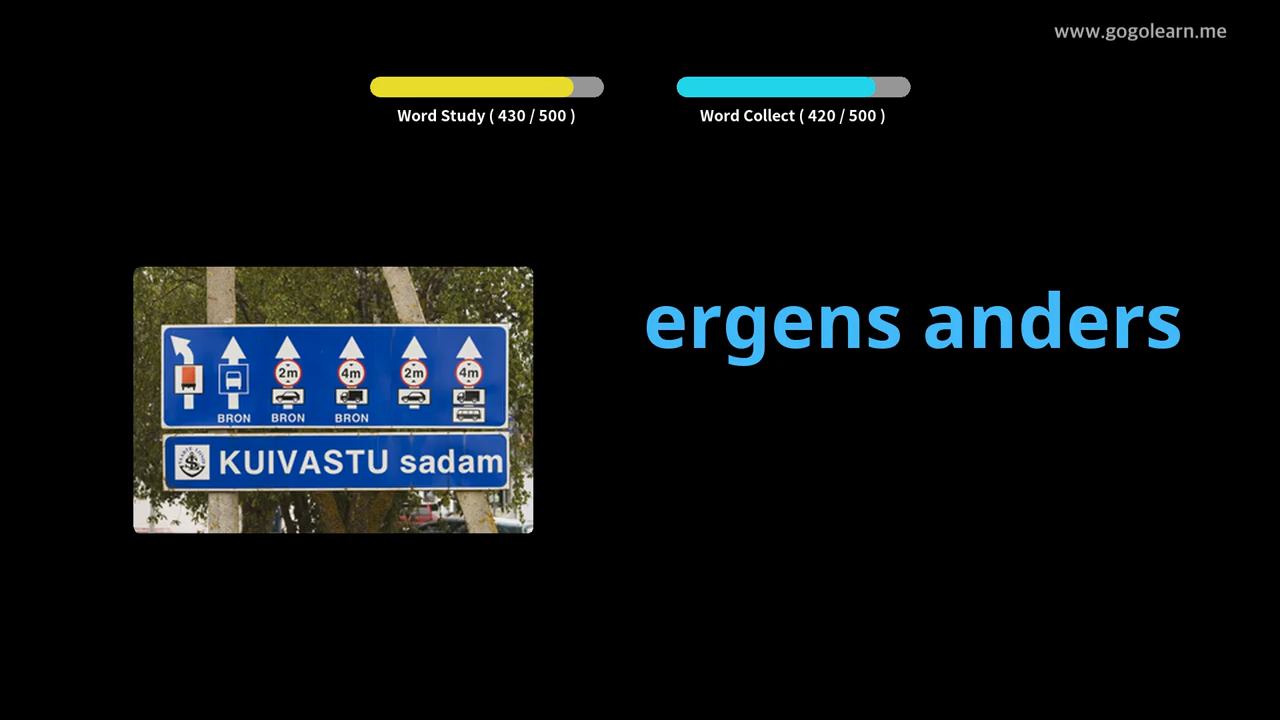 www.gogolearn.me
Word Study ( 430 / 500 )
Word Collect ( 420 / 500 )
ergens anders
2m 4m 2m 4m
BRON BRON BRON
KUIVASTU sadam